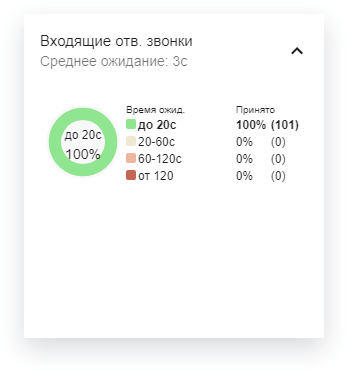 Входящие отв. звонки
Среднее ожидание: 3с
Время ожид. Принято
до 20с 100% (101)
20-60с 0% (0)
60-120с 0% (0)
от 120 0% (0)
до 20с
100%